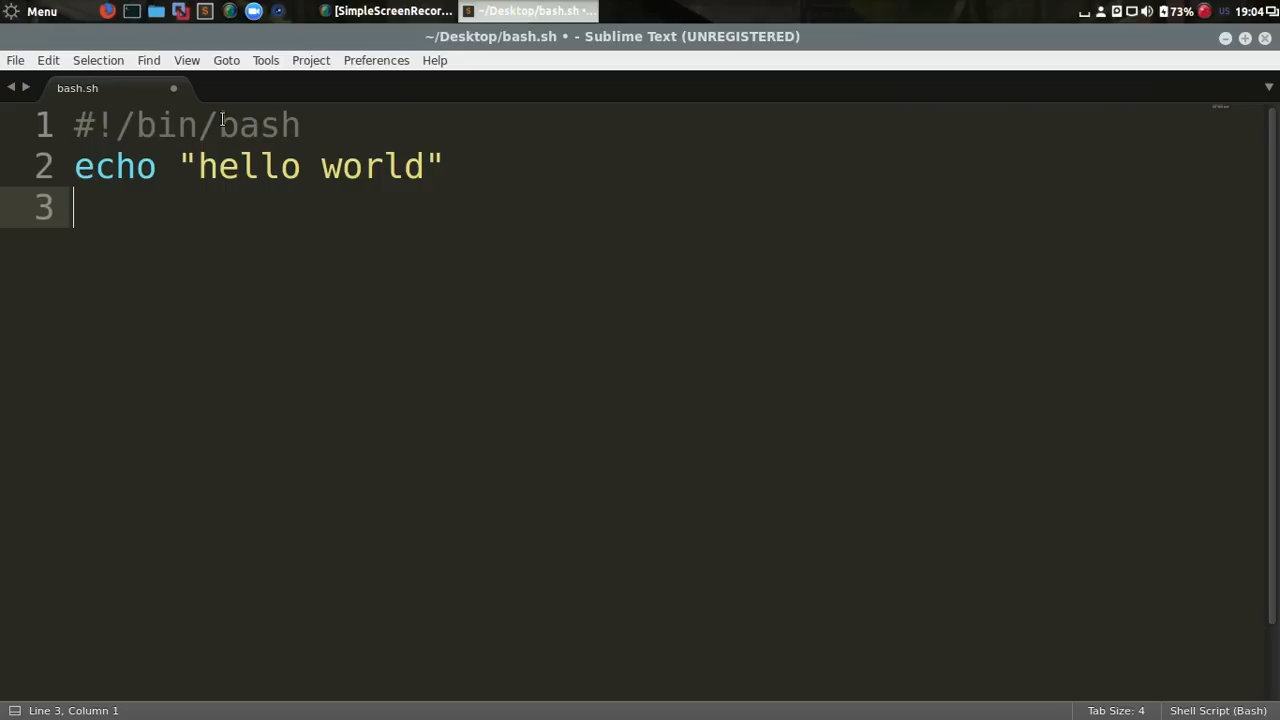 Menu [SimpleScreenRecor... ~/Desktop/bash.sh •... 73% US 19:04
~/Desktop/bash.sh • - Sublime Text (UNREGISTERED)
File Edit Selection Find View Goto Tools Project Preferences Help
bash.sh
1 #!/bin/bash
2 echo "hello world"
3
Line 3, Column 1 Tab Size: 4 Shell Script (Bash)